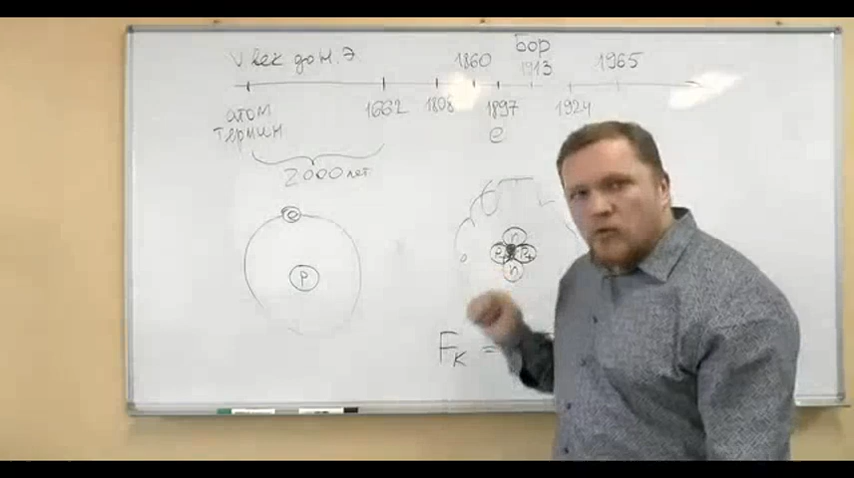 V век до н. э
1860
Бор
1913
1965
атом
термин
1662
1808
1897
1924
e
2000 лет
e
p
n
p+
p+
n
e
F_K =